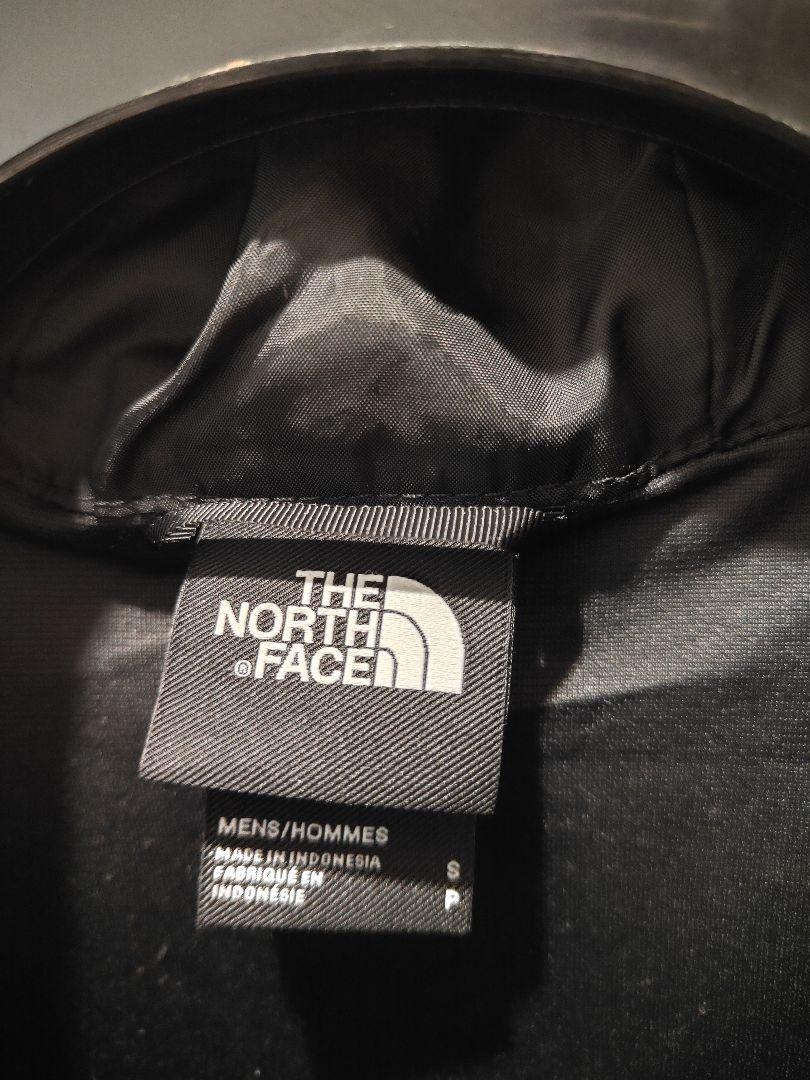 THE
NORTH
® FACE
MENS/HOMMES
MADE IN INDONESIA
FABRIQUÉ EN
INDONÉSIE
S
P